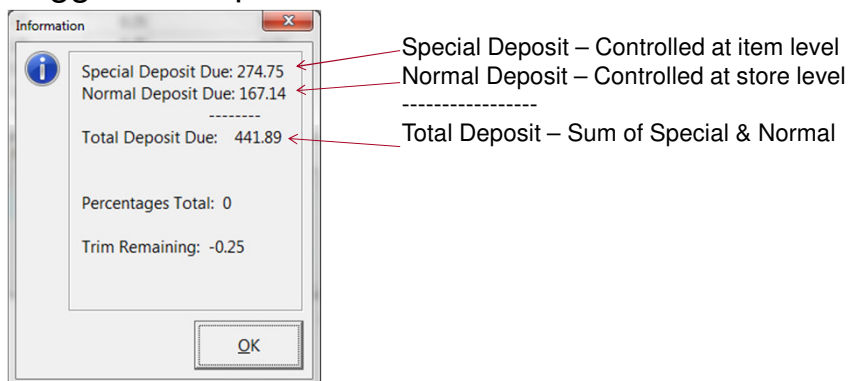 Information
Special Deposit Due: 274.75
Normal Deposit Due: 167.14
--------
Total Deposit Due: 441.89
Percentages Total: 0
Trim Remaining: -0.25
OK
Special Deposit – Controlled at item level
Normal Deposit – Controlled at store level
-----------------
Total Deposit – Sum of Special & Normal